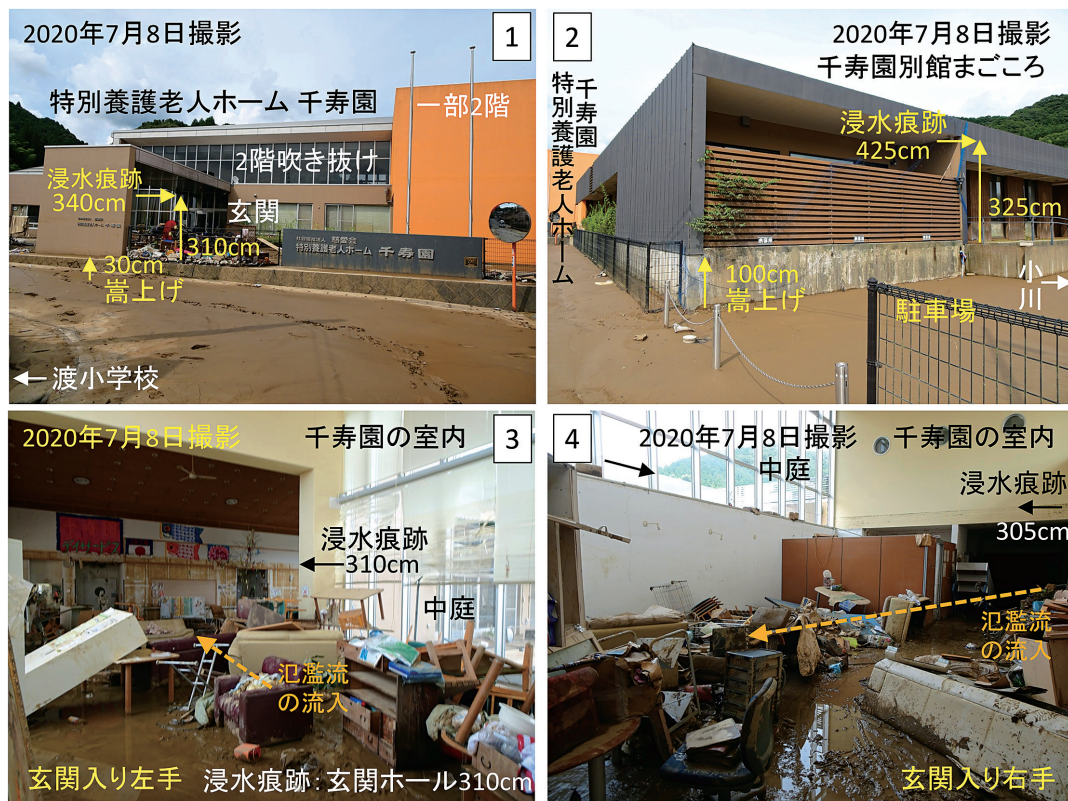 2020年7月8日撮影
1
特別養護老人ホーム 千寿園
一部2階
2階吹き抜け
浸水痕跡
340cm
玄関
310cm
特別養護老人ホーム 千寿園
30cm
嵩上げ
渡小学校
2
2020年7月8日撮影
千寿園別館まごころ
千寿園
特別養護老人ホーム
浸水痕跡
425cm
325cm
100cm
嵩上げ
小川
駐車場
2020年7月8日撮影
千寿園の室内
3
浸水痕跡
310cm
中庭
氾濫流
の流入
玄関入り左手
浸水痕跡：玄関ホール310cm
4
2020年7月8日撮影
千寿園の室内
中庭
浸水痕跡
305cm
氾濫流
の流入
玄関入り右手